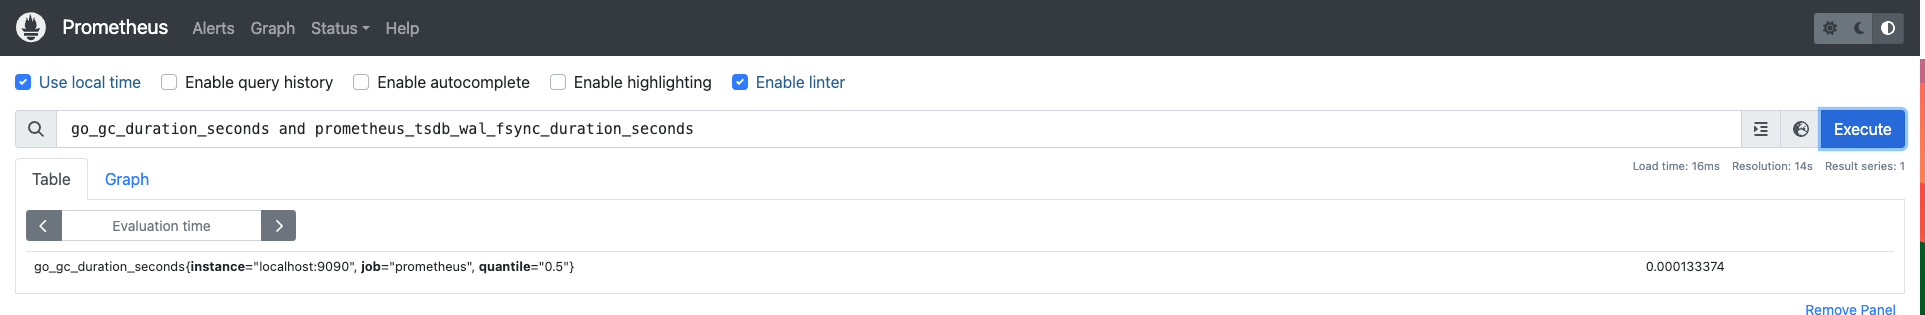 Prometheus Alerts Graph Status Help
Use local time Enable query history Enable autocomplete Enable highlighting Enable linter
go_gc_duration_seconds and prometheus_tsdb_wal_fsync_duration_seconds Execute
Load time: 16ms Resolution: 14s Result series: 1
Table Graph
Evaluation time
go_gc_duration_seconds{instance="localhost:9090", job="prometheus", quantile="0.5"} 0.000133374
Remove Panel